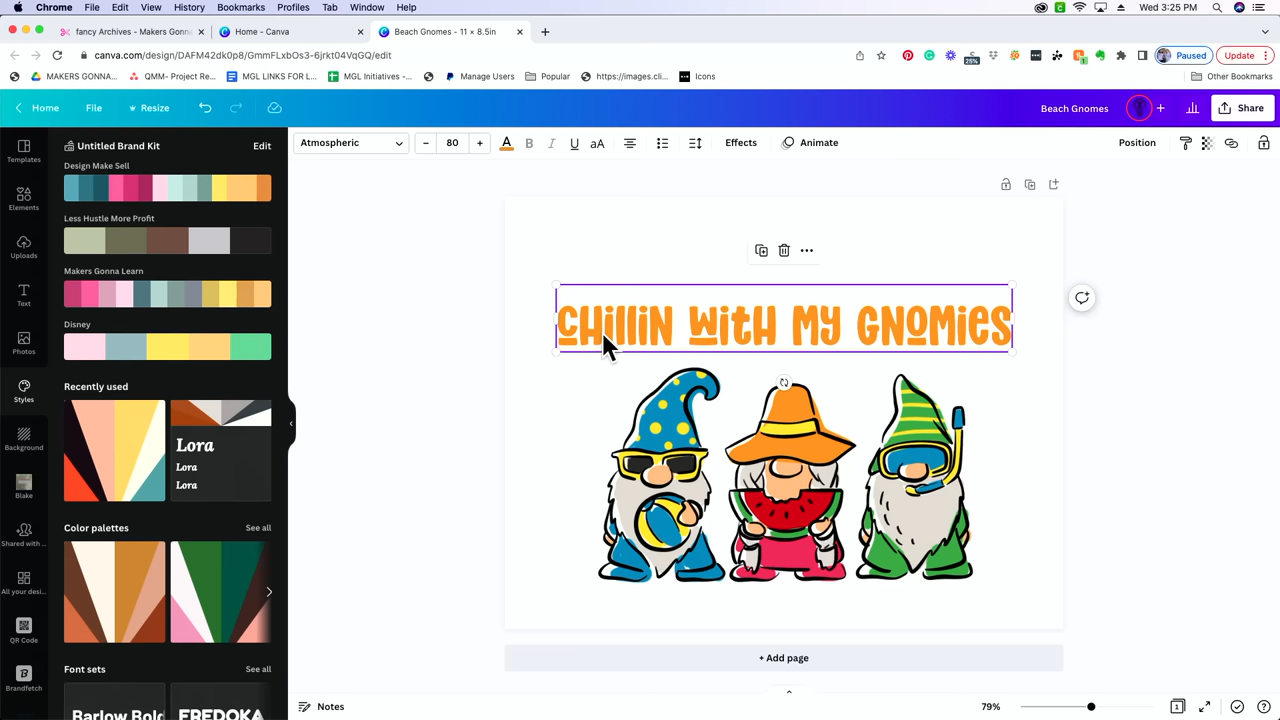 Chrome File Edit View History Bookmarks Profiles Tab Window Help Wed 3:25 PM
fancy Archives - Makers Gonn × Home - Canva × Beach Gnomes - 11 × 8.5in × +
canva.com/design/DAFM42dk0p8/GmmFLxbOs3-6jrkt04VqGQ/edit 25% 1 Paused Update
MAKERS GONNA... QMM- Project Re... MGL LINKS FOR L... MGL Initiatives -... Manage Users Popular https://images.cli... Icons Other Bookmarks
Home File Resize Beach Gnomes + Share
Templates
Elements
Uploads
Text
Photos
Styles
Background
Blake
Shared with ...
All your desi...
QR Code
Brandfetch
Untitled Brand Kit Edit
Design Make Sell
Less Hustle More Profit
Makers Gonna Learn
Disney
Recently used
Lora
Lora
Lora
Color palettes See all
Font sets See all
Barlow Bold
FREDOKA
Atmospheric − 80 + A B I U aA Effects Animate Position
CHillIN WitH MY GNOMieS
+ Add page
Notes 79% 1